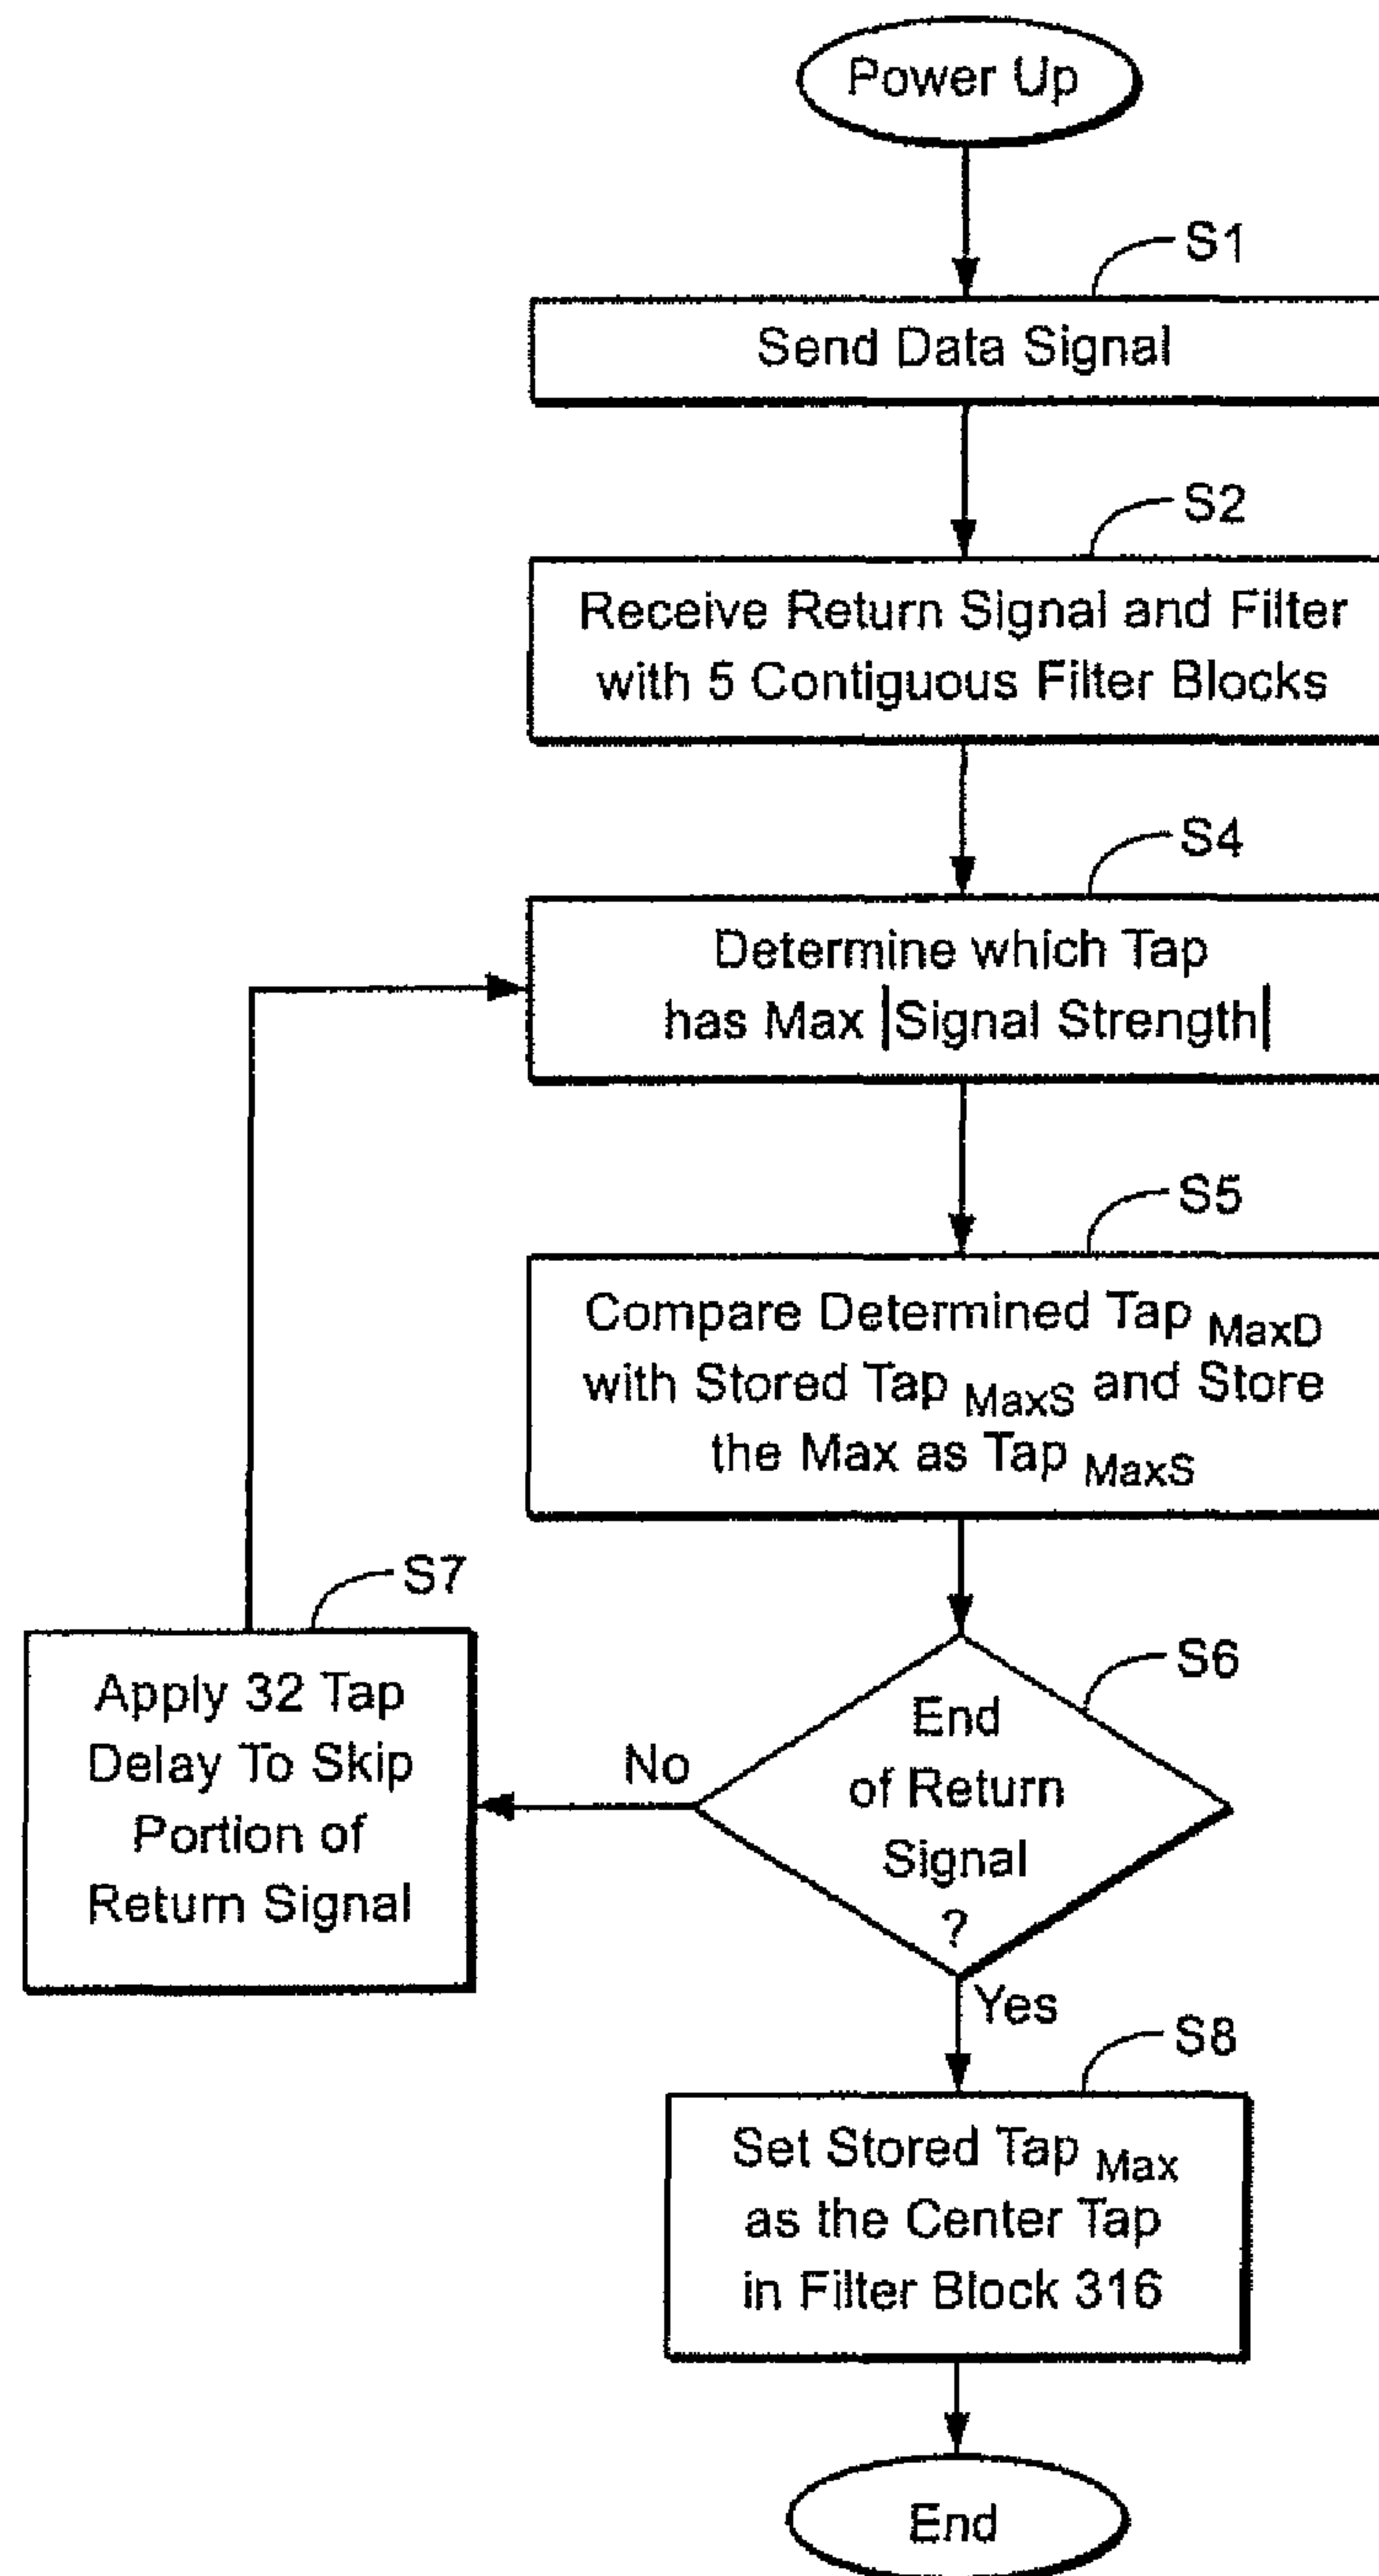 Power Up
S1
Send Data Signal
S2
Receive Return Signal and Filter
with 5 Contiguous Filter Blocks
S4
Determine which Tap
has Max |Signal Strength|
S5
Compare Determined Tap MaxD
with Stored Tap MaxS and Store
the Max as Tap MaxS
S6
End
of Return
Signal
?
No
S7
Apply 32 Tap
Delay To Skip
Portion of
Return Signal
Yes
S8
Set Stored Tap Max
as the Center Tap
in Filter Block 316
End